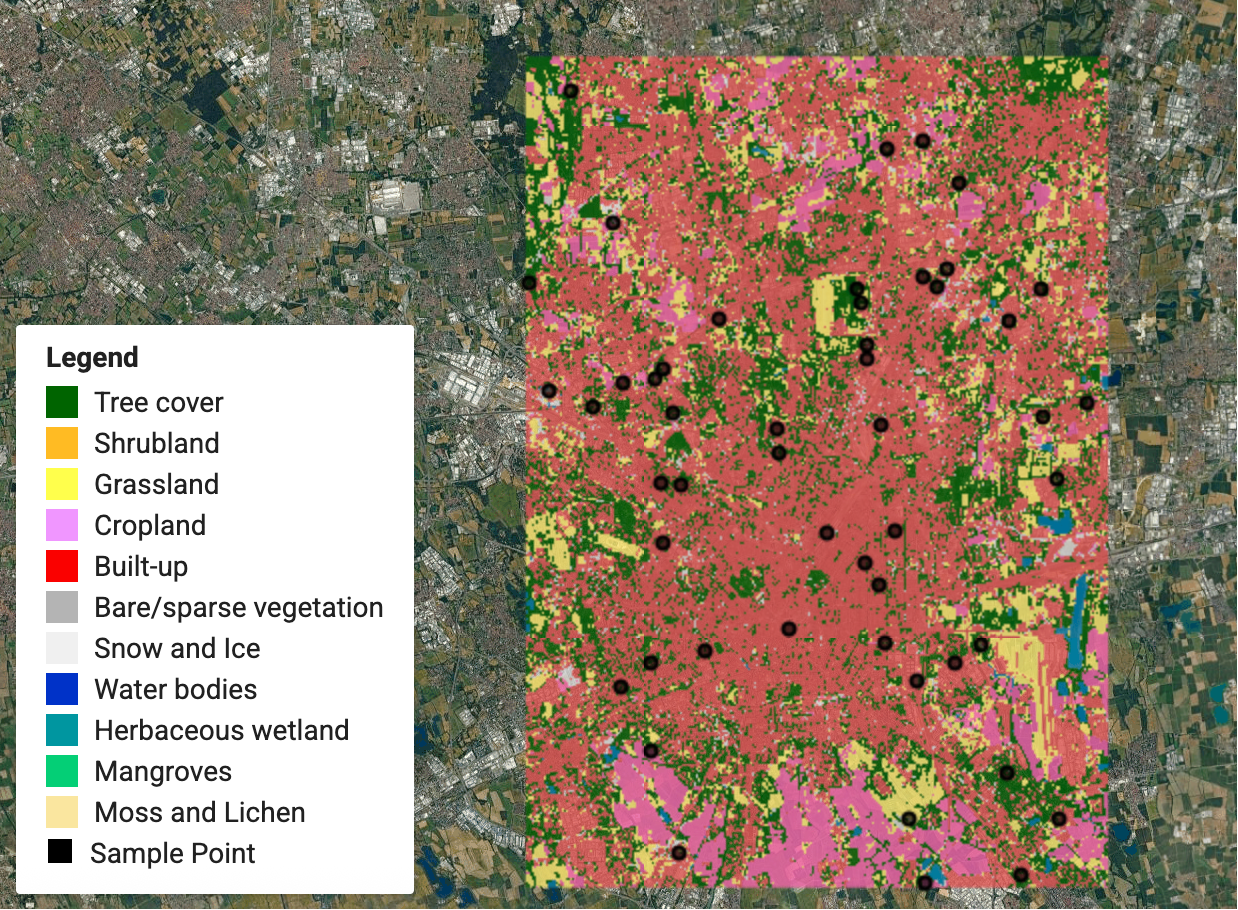 Legend
Tree cover
Shrubland
Grassland
Cropland
Built-up
Bare/sparse vegetation
Snow and Ice
Water bodies
Herbaceous wetland
Mangroves
Moss and Lichen
Sample Point